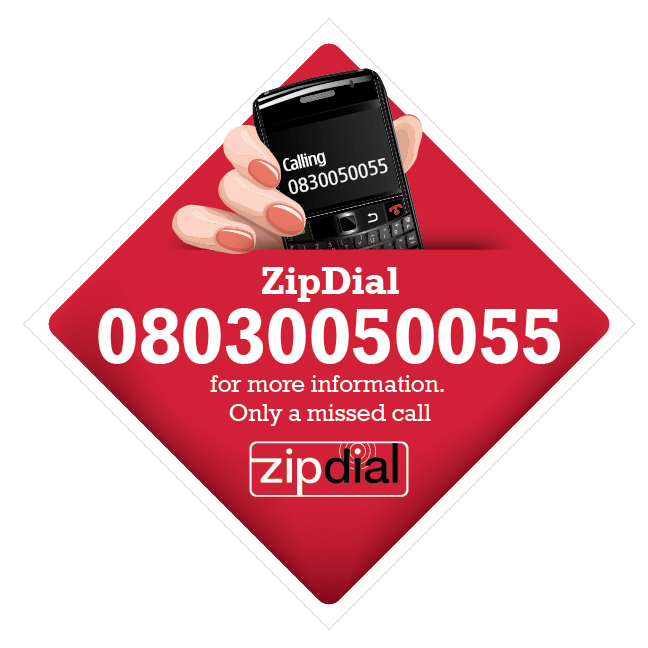 Calling
0830050055
ZipDial
08030050055
for more information.
Only a missed call
zipdial